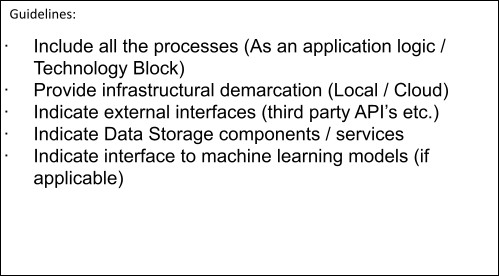 Guidelines:
· Include all the processes (As an application logic /
Technology Block)
· Provide infrastructural demarcation (Local / Cloud)
· Indicate external interfaces (third party API’s etc.)
· Indicate Data Storage components / services
· Indicate interface to machine learning models (if
applicable)